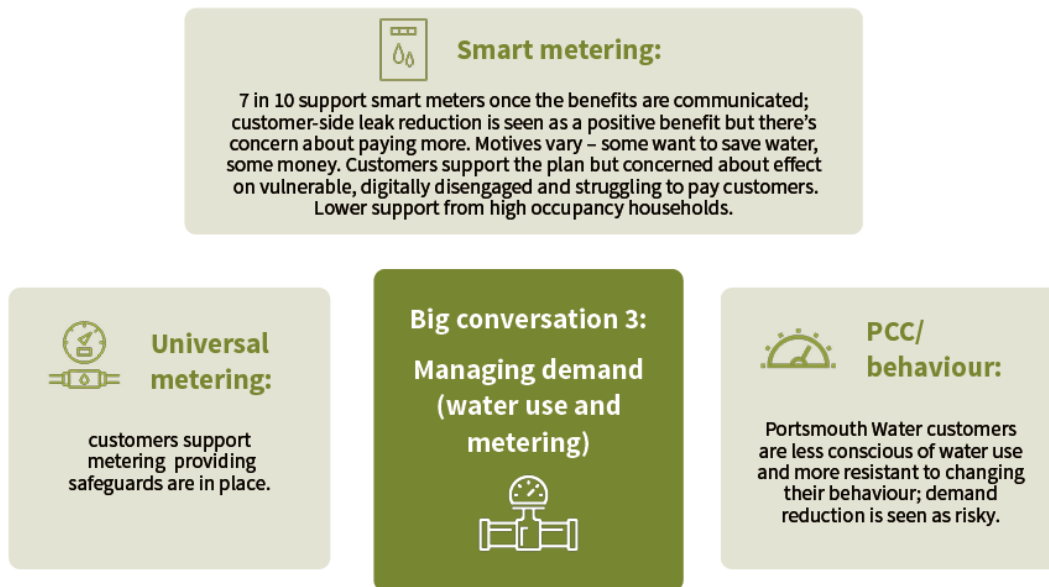 Smart metering:
7 in 10 support smart meters once the benefits are communicated;
customer-side leak reduction is seen as a positive benefit but there's
concern about paying more. Motives vary – some want to save water,
some money. Customers support the plan but concerned about effect
on vulnerable, digitally disengaged and struggling to pay customers.
Lower support from high occupancy households.
Universal
metering:
customers support
metering providing
safeguards are in place.
Big conversation 3:
Managing demand
(water use and
metering)
PCC/
behaviour:
Portsmouth Water customers
are less conscious of water use
and more resistant to changing
their behaviour; demand
reduction is seen as risky.